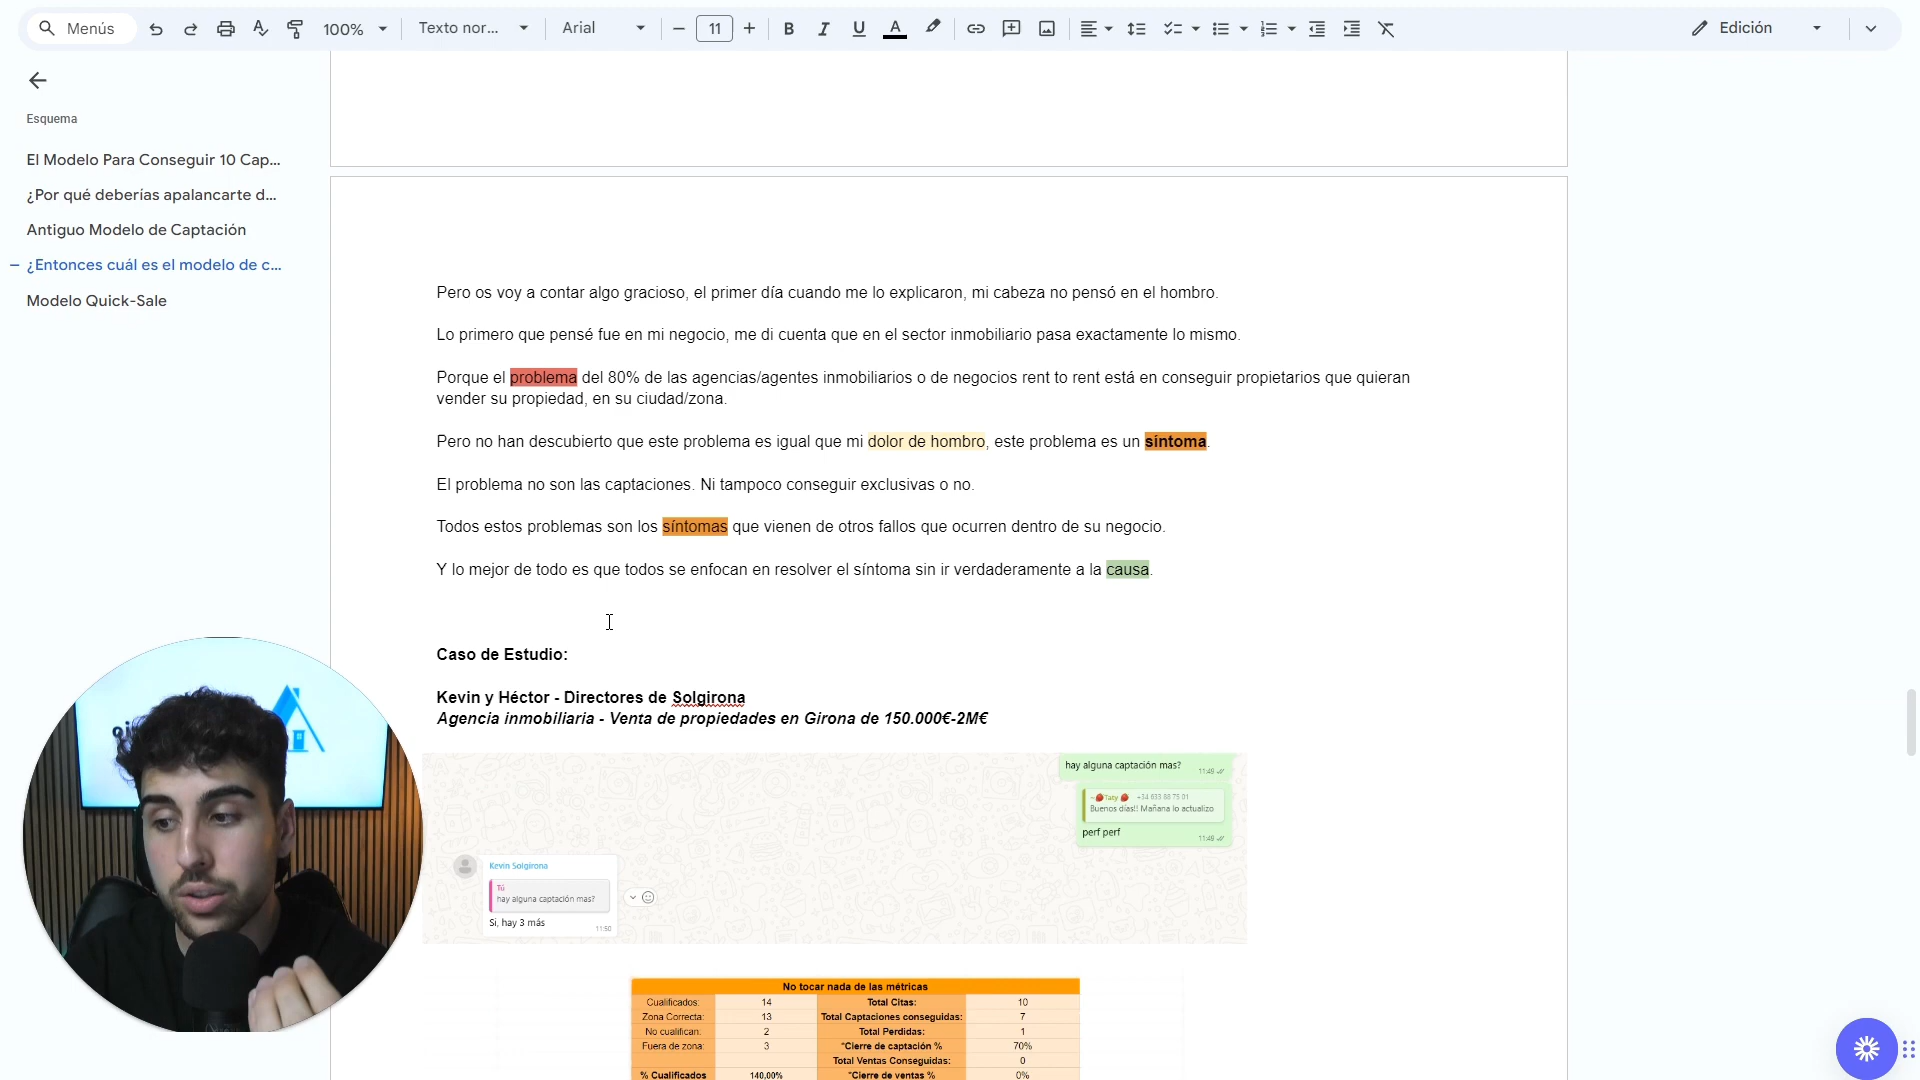 Menús
100%
Texto nor...
Arial
11
B
I
U
A
Edición
Esquema
El Modelo Para Conseguir 10 Cap...
¿Por qué deberías apalancarte d...
Antiguo Modelo de Captación
¿Entonces cuál es el modelo de c...
Modelo Quick-Sale
Pero os voy a contar algo gracioso, el primer día cuando me lo explicaron, mi cabeza no pensó en el hombro.
Lo primero que pensé fue en mi negocio, me di cuenta que en el sector inmobiliario pasa exactamente lo mismo.
Porque el problema del 80% de las agencias/agentes inmobiliarios o de negocios rent to rent está en conseguir propietarios que quieran
vender su propiedad, en su ciudad/zona.
Pero no han descubierto que este problema es igual que mi dolor de hombro, este problema es un síntoma.
El problema no son las captaciones. Ni tampoco conseguir exclusivas o no.
Todos estos problemas son los síntomas que vienen de otros fallos que ocurren dentro de su negocio.
Y lo mejor de todo es que todos se enfocan en resolver el síntoma sin ir verdaderamente a la causa.
Caso de Estudio:
Kevin y Héctor - Directores de Solgirona
Agencia inmobiliaria - Venta de propiedades en Girona de 150.000€-2M€
hay alguna captación mas?
11:49
~ Taty +34 633 88 75 01
Buenos días!! Mañana lo actualizo
perf perf
11:49
Kevin Solgirona
Tú
hay alguna captación mas?
Si, hay 3 más
11:50
No tocar nada de las métricas
Cualificados: 14 Total Citas: 10
Zona Correcta: 13 Total Captaciones conseguidas: 7
No cualifican: 2 Total Perdidas: 1
Fuera de zona: 3 "Cierre de captación % 70%
Total Ventas Conseguidas: 0
% Cualificados 140,00% "Cierre de ventas % 0%